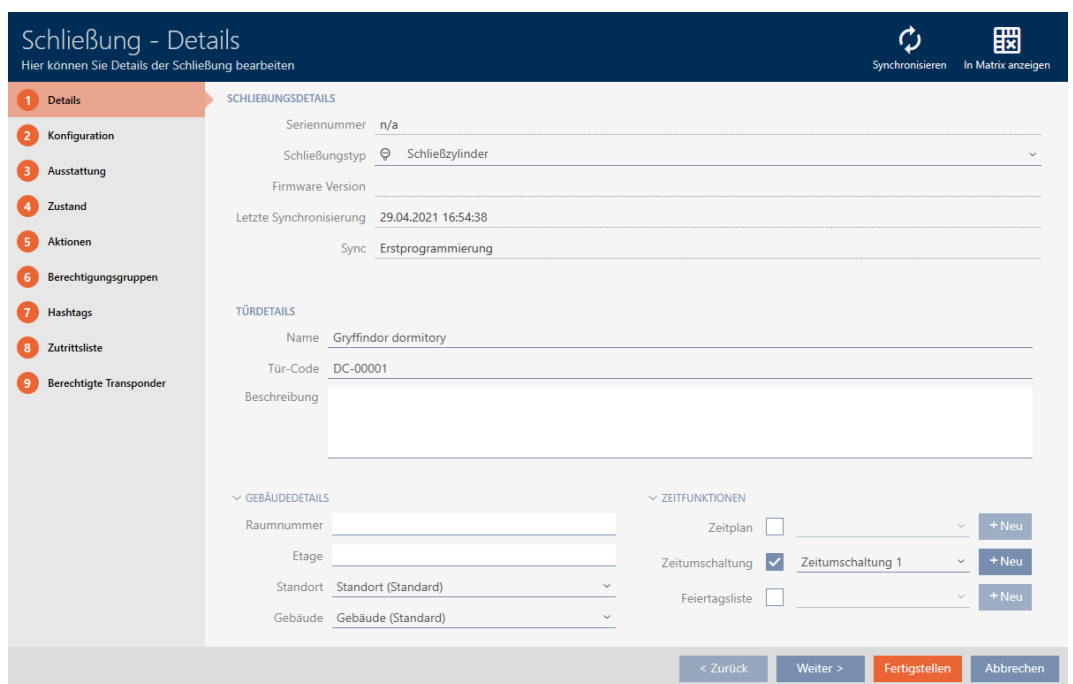 Schließung - Details
Hier können Sie Details der Schließung bearbeiten
Synchronisieren
In Matrix anzeigen
1 Details
2 Konfiguration
3 Ausstattung
4 Zustand
5 Aktionen
6 Berechtigungsgruppen
7 Hashtags
8 Zutrittsliste
9 Berechtigte Transponder
SCHLIEßUNGSDETAILS
Seriennummer n/a
Schließungstyp Schließzylinder
Firmware Version
Letzte Synchronisierung 29.04.2021 16:54:38
Sync Erstprogrammierung
TÜRDETAILS
Name Gryffindor dormitory
Tür-Code DC-00001
Beschreibung
GEBÄUDEDETAILS
Raumnummer
Etage
Standort Standort (Standard)
Gebäude Gebäude (Standard)
ZEITFUNKTIONEN
Zeitplan + Neu
Zeitumschaltung Zeitumschaltung 1 + Neu
Feiertagsliste + Neu
< Zurück
Weiter >
Fertigstellen
Abbrechen